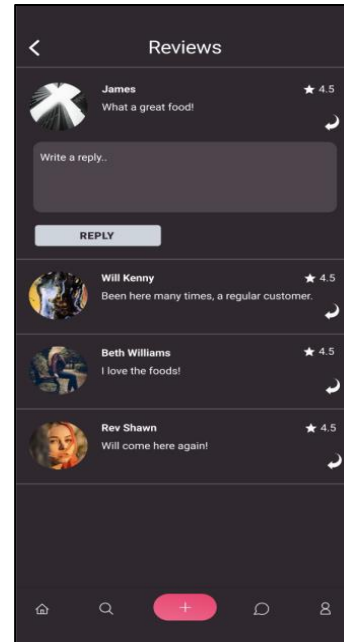 Reviews
James
4.5
What a great food!
Write a reply..
REPLY
Will Kenny
4.5
Been here many times, a regular customer.
Beth Williams
4.5
I love the foods!
Rev Shawn
4.5
Will come here again!